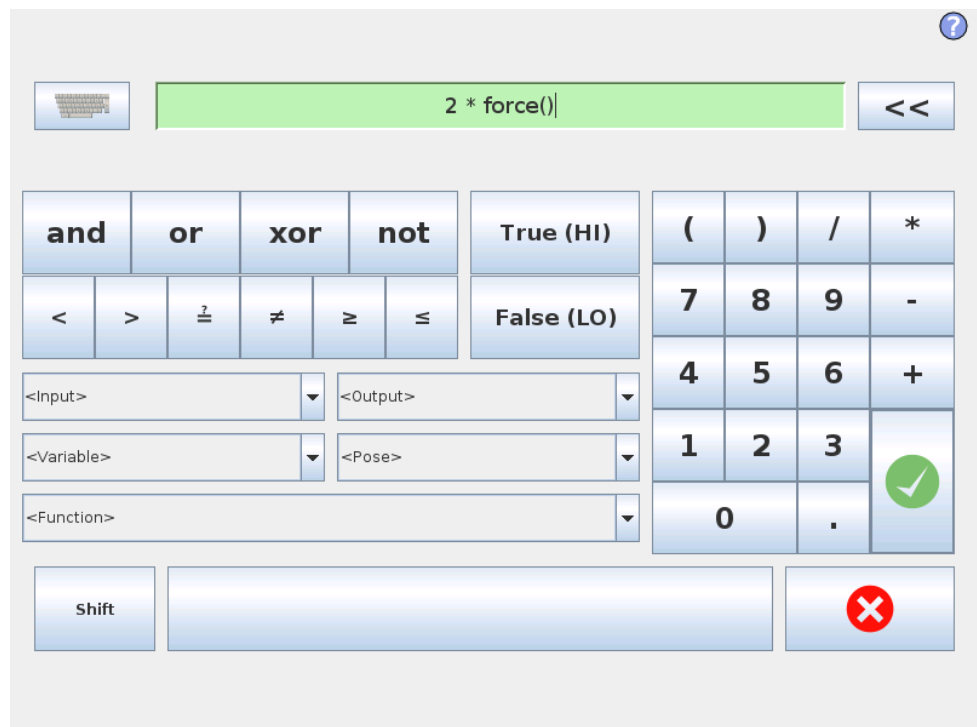 ?
2 * force()
<<
and or xor not True (HI) ( ) / *
7 8 9 -
< > ≟ ≠ ≥ ≤ False (LO)
4 5 6 +
<Input> <Output>
1 2 3
<Variable> <Pose>
<Function>
0 .
Shift